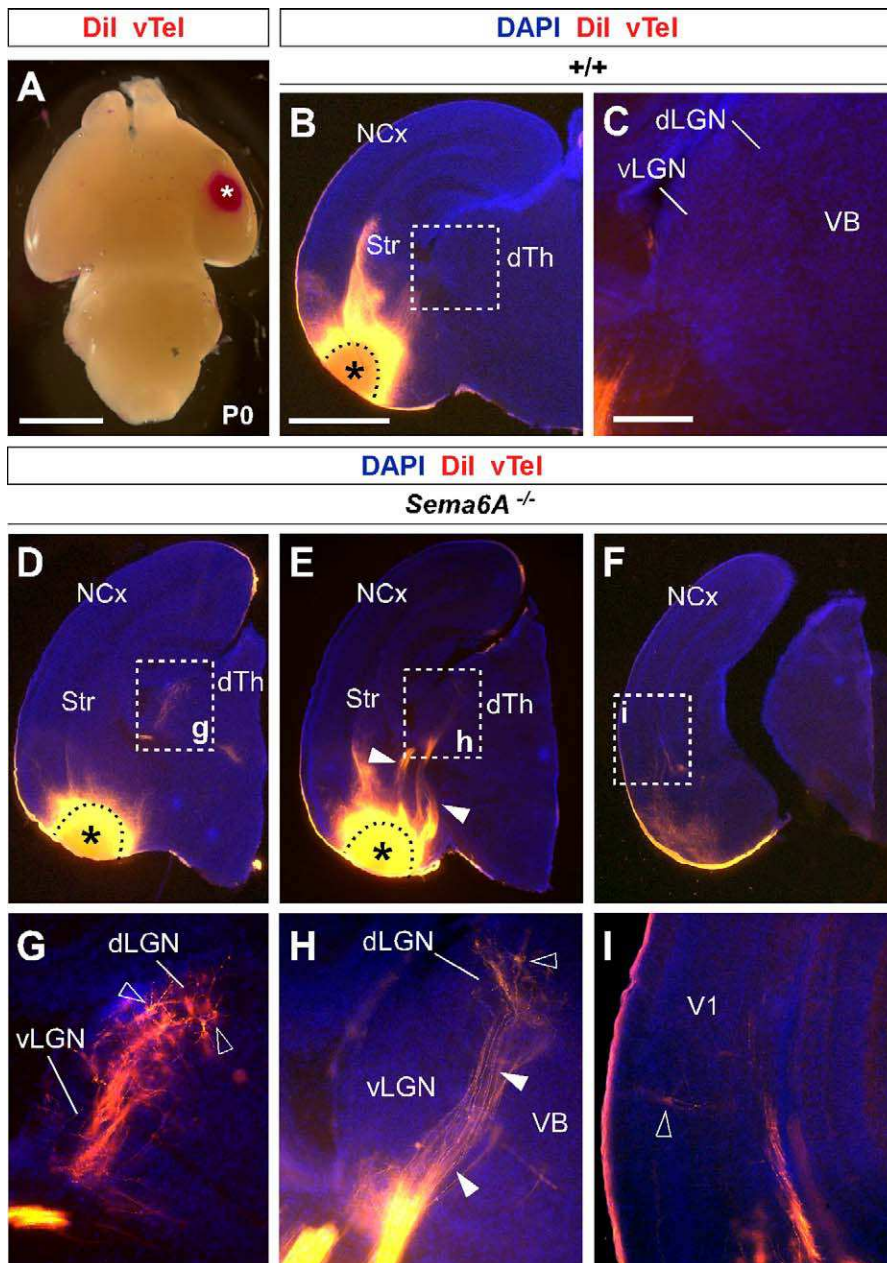 DiI vTel
DAPI DiI vTel
+/+
A
*
P0
B
NCx
Str
dTh
*
C
dLGN
vLGN
VB
DAPI DiI vTel
Sema6A -/-
D
NCx
Str
dTh
g
*
E
NCx
Str
dTh
h
*
F
NCx
i
G
dLGN
vLGN
H
dLGN
vLGN
VB
I
V1